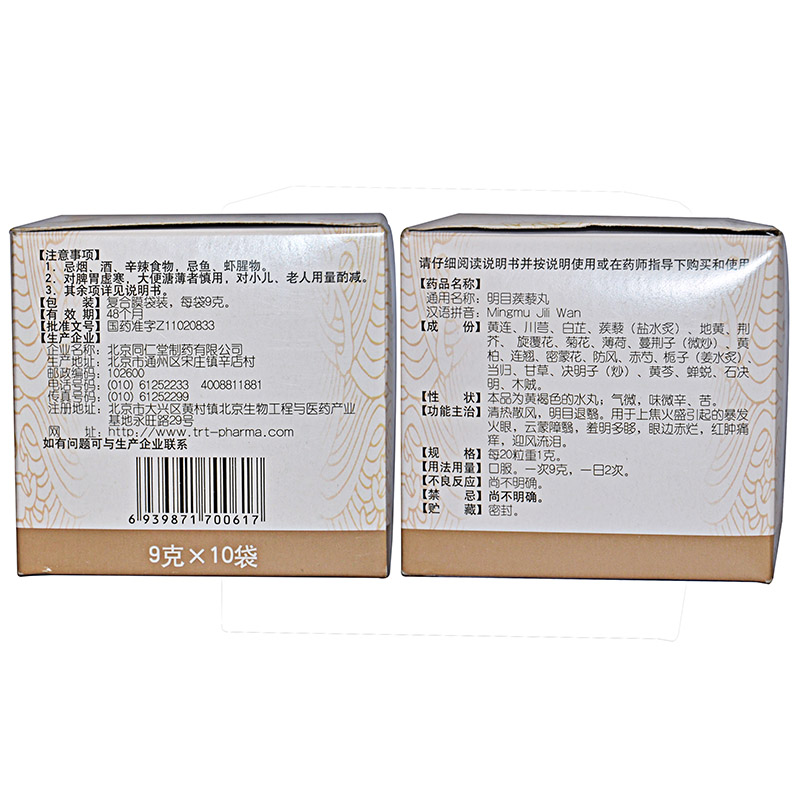 【注意事项】
1．忌烟、酒、辛辣食物，忌鱼、虾腥物。
2．对脾胃虚寒，大便溏薄者慎用，对小儿、老人用量酌减。
3．其余项详见说明书。
【包　　装】复合膜袋装，每袋9克。
【有 效 期】48个月
【批准文号】国药准字Z11020833
【生产企业】
企业名称：北京同仁堂制药有限公司
生产地址：北京市通州区宋庄镇辛店村
邮政编码：102600
电话号码：(010) 61252233　4008811881
传真号码：(010) 61252299
注册地址：北京市大兴区黄村镇北京生物工程与医药产业
基地永旺路29号
网　　址：http://www.trt-pharma.com
如有问题可与生产企业联系
6 939871 700617
9克×10袋
请仔细阅读说明书并按说明使用或在药师指导下购买和使用
【药品名称】
通用名称：明目蒺藜丸
汉语拼音：Mingmu Jili Wan
【成　　份】黄连、川芎、白芷、蒺藜（盐水炙）、地黄、荆
芥、旋覆花、菊花、薄荷、蔓荆子（微炒）、黄
柏、连翘、密蒙花、防风、赤芍、栀子（姜水炙）、
当归、甘草、决明子（炒）、黄芩、蝉蜕、石决
明、木贼。
【性　　状】本品为黄褐色的水丸；气微，味微辛、苦。
【功能主治】清热散风，明目退翳。用于上焦火盛引起的暴发
火眼，云蒙障翳，羞明多眵，眼边赤烂，红肿痛
痒，迎风流泪。
【规　　格】每20粒重1克。
【用法用量】口服。一次9克，一日2次。
【不良反应】尚不明确。
【禁　　忌】尚不明确。
【贮　　藏】密封。